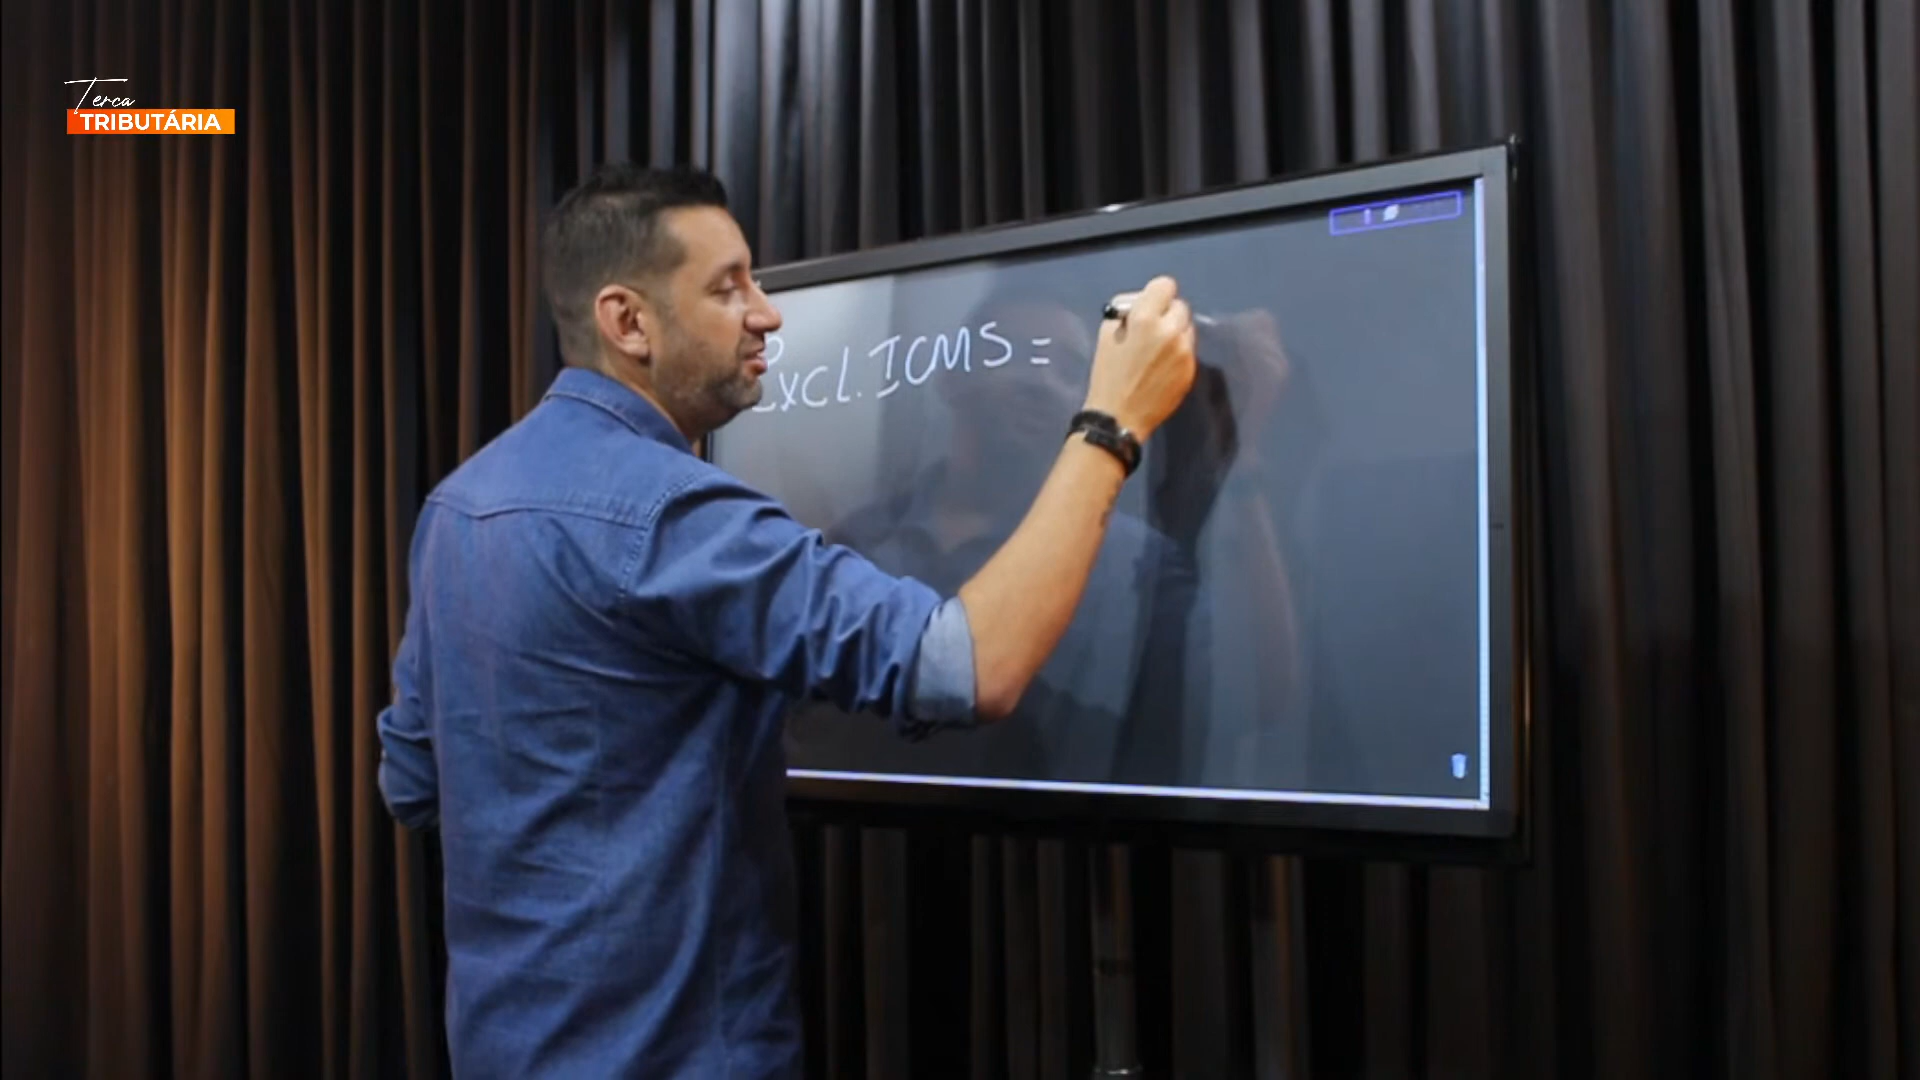 Terça
TRIBUTÁRIA
Excl. ICMS =